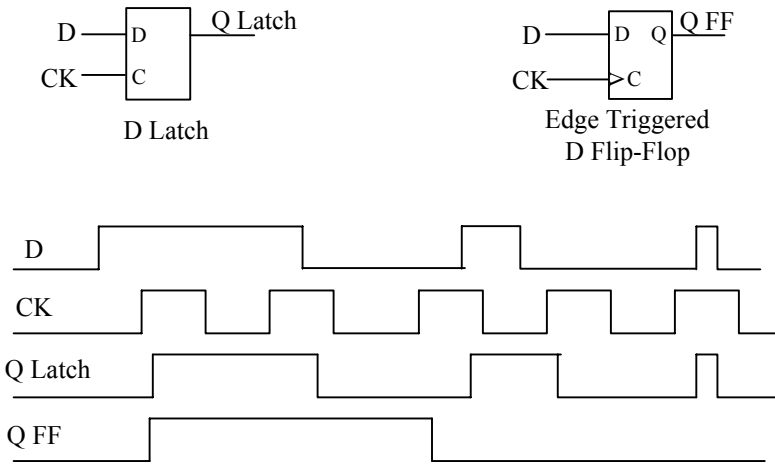 Q Latch
D D
CK C
D Latch
Q FF
D D Q
CK C
Edge Triggered
D Flip-Flop
D
CK
Q Latch
Q FF